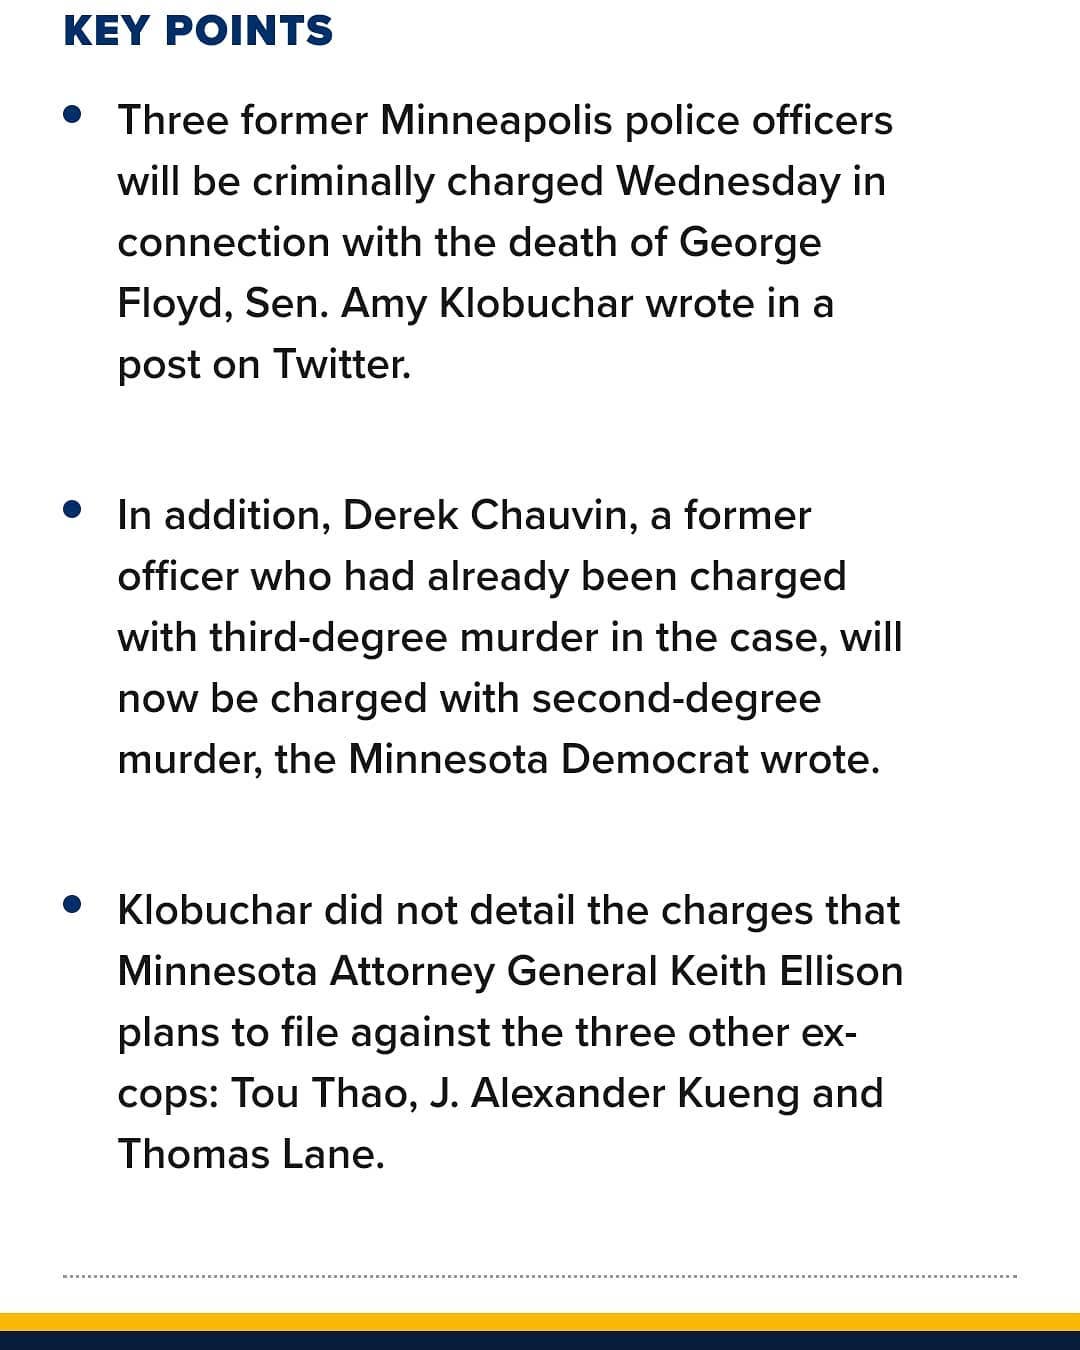 KEY POINTS
• Three former Minneapolis police officers
will be criminally charged Wednesday in
connection with the death of George
Floyd, Sen. Amy Klobuchar wrote in a
post on Twitter.
• In addition, Derek Chauvin, a former
officer who had already been charged
with third-degree murder in the case, will
now be charged with second-degree
murder, the Minnesota Democrat wrote.
• Klobuchar did not detail the charges that
Minnesota Attorney General Keith Ellison
plans to file against the three other ex-
cops: Tou Thao, J. Alexander Kueng and
Thomas Lane.